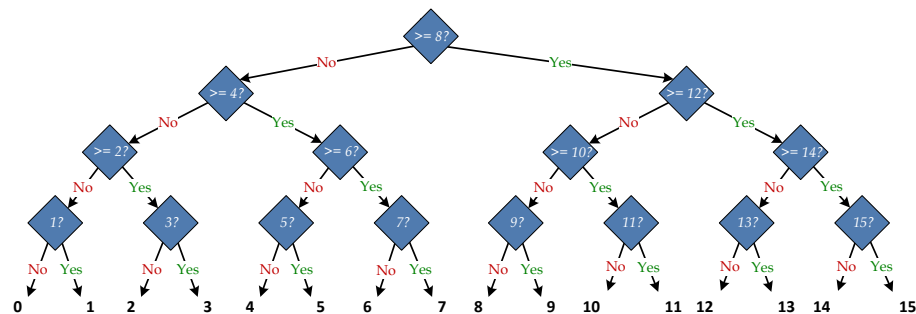 >= 8?
No
Yes
>= 4?
>= 12?
No
Yes
No
Yes
>= 2?
>= 6?
>= 10?
>= 14?
No
Yes
No
Yes
No
Yes
No
Yes
1?
3?
5?
7?
9?
11?
13?
15?
No
Yes
No
Yes
No
Yes
No
Yes
No
Yes
No
Yes
No
Yes
No
Yes
0
1
2
3
4
5
6
7
8
9
10
11
12
13
14
15